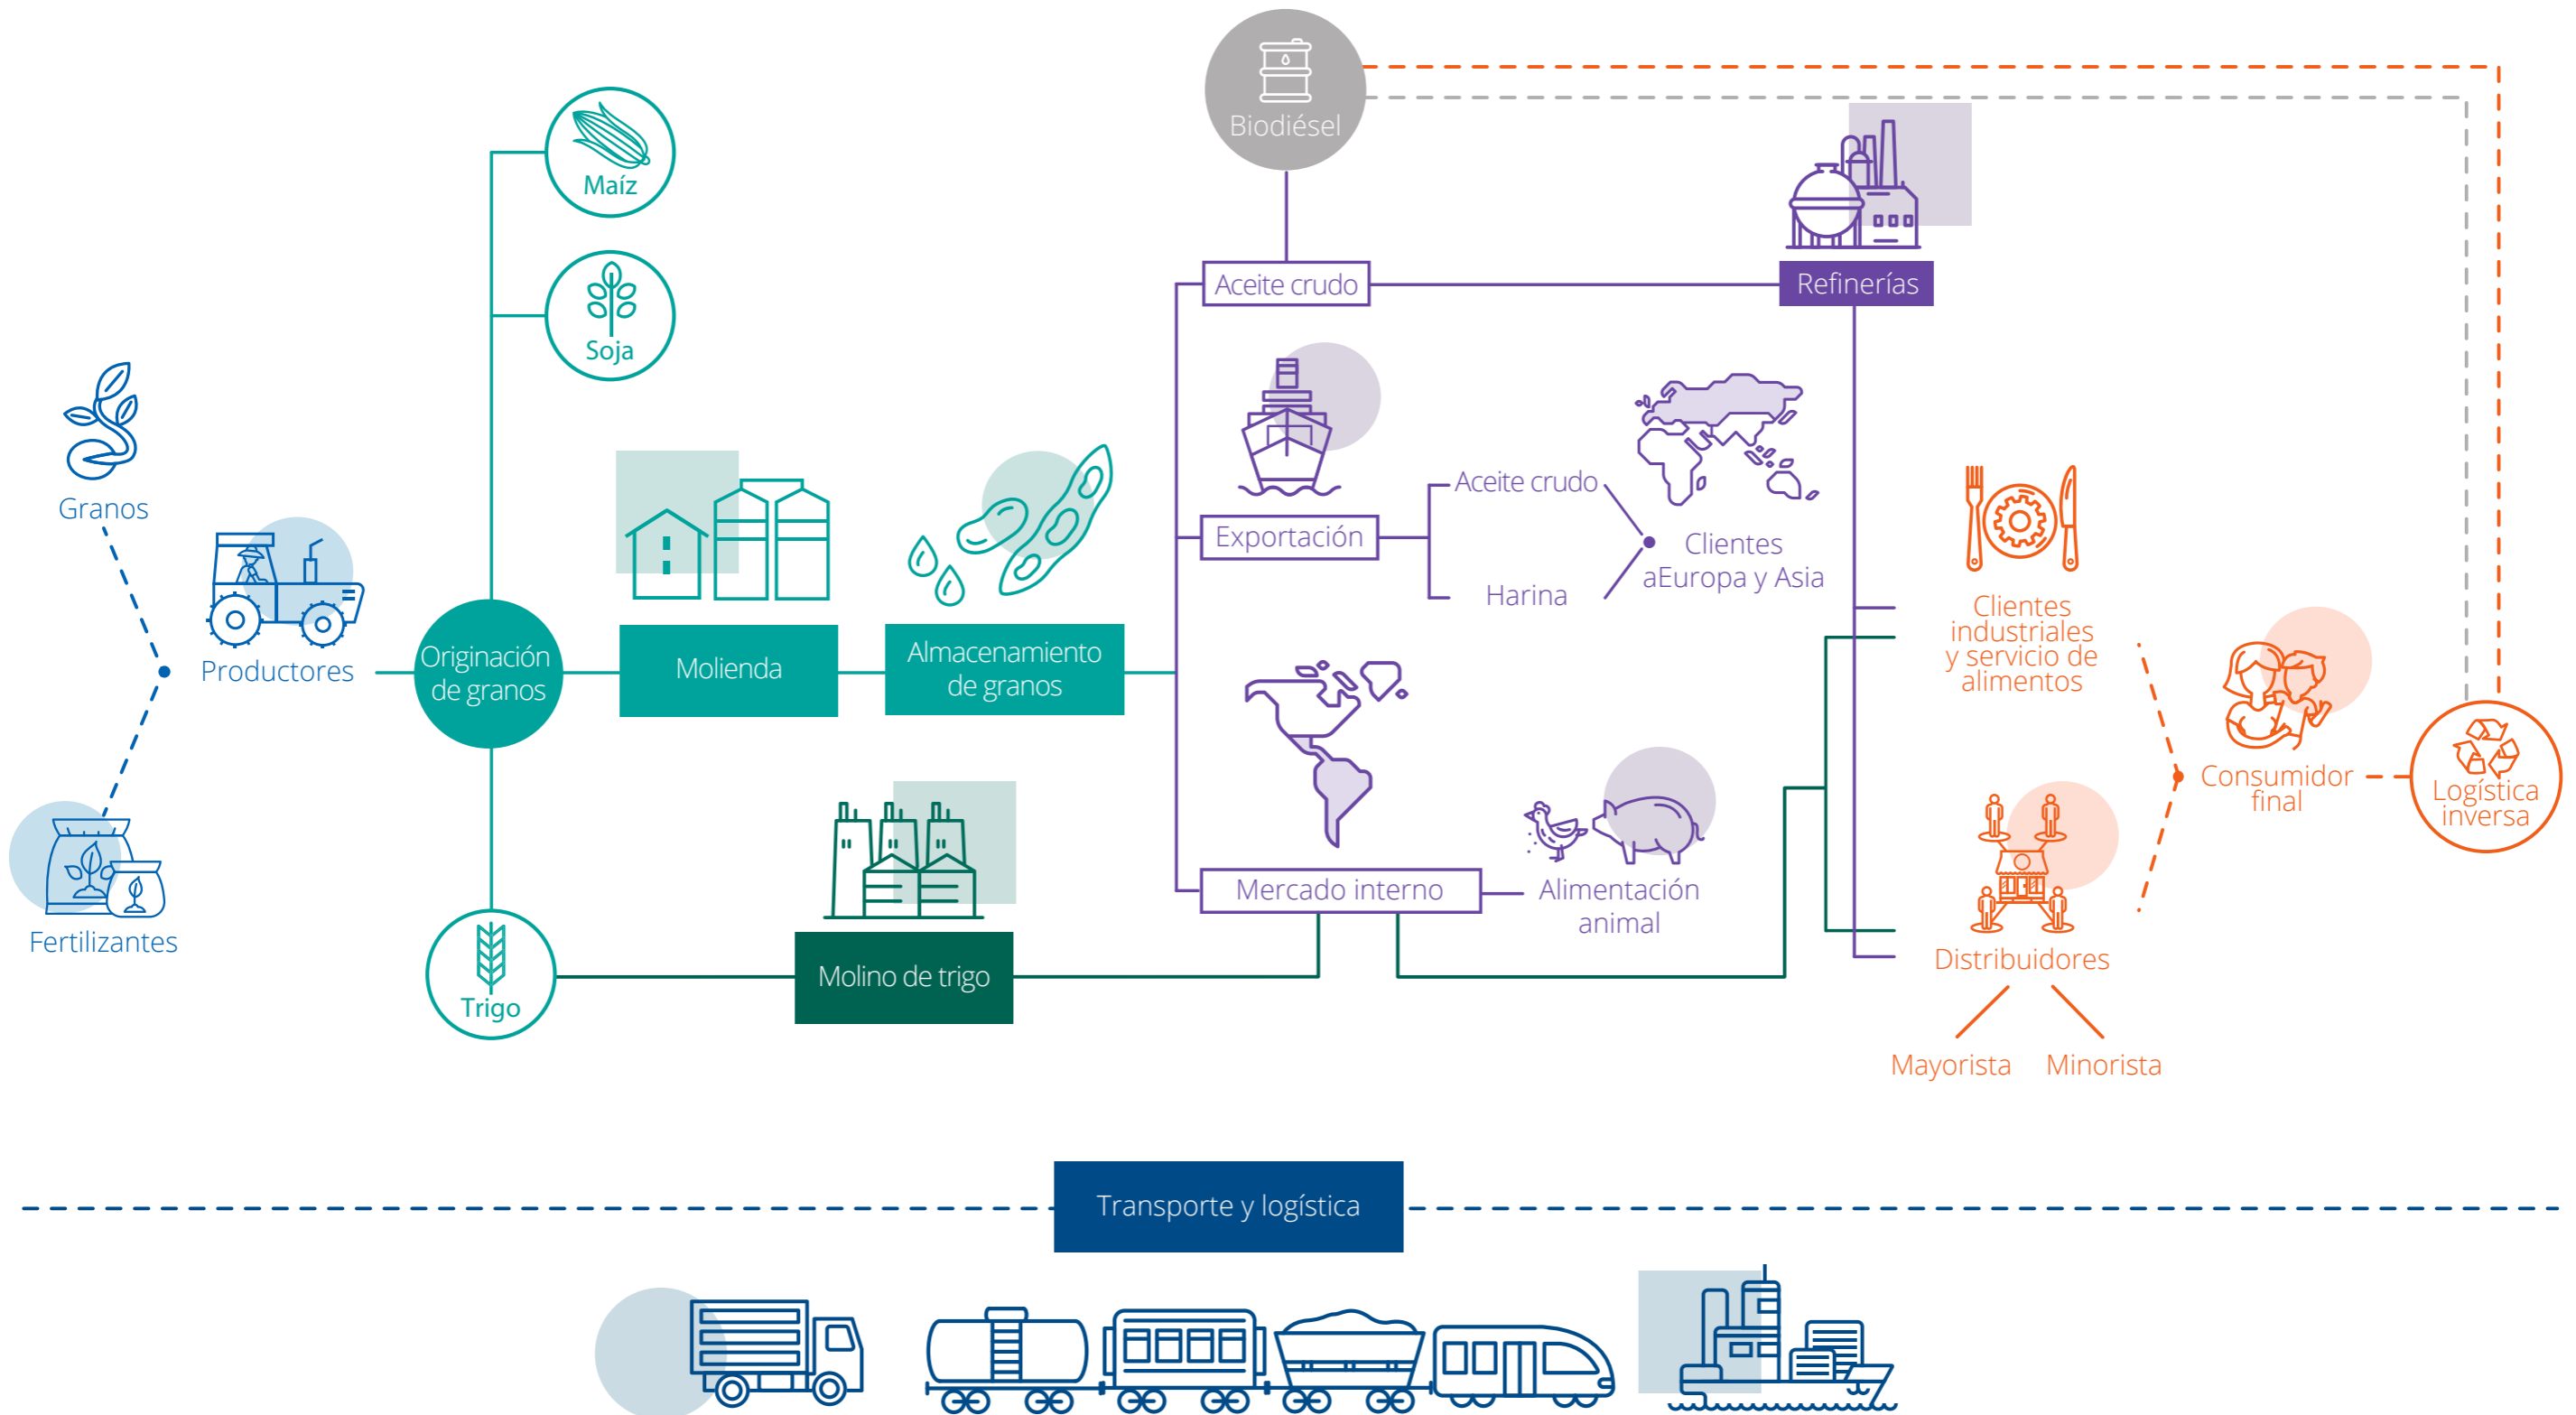 Biodiésel
Maíz
Soja
Aceite crudo
Refinerías
Granos
Productores
Fertilizantes
Originación
de granos
Molienda
Almacenamiento
de granos
Exportación
Aceite crudo
Harina
Clientes
aEuropa y Asia
Mercado interno
Alimentación
animal
Trigo
Molino de trigo
Clientes
industriales
y servicio de
alimentos
Distribuidores
Mayorista
Minorista
Consumidor
final
Logística
inversa
Transporte y logística